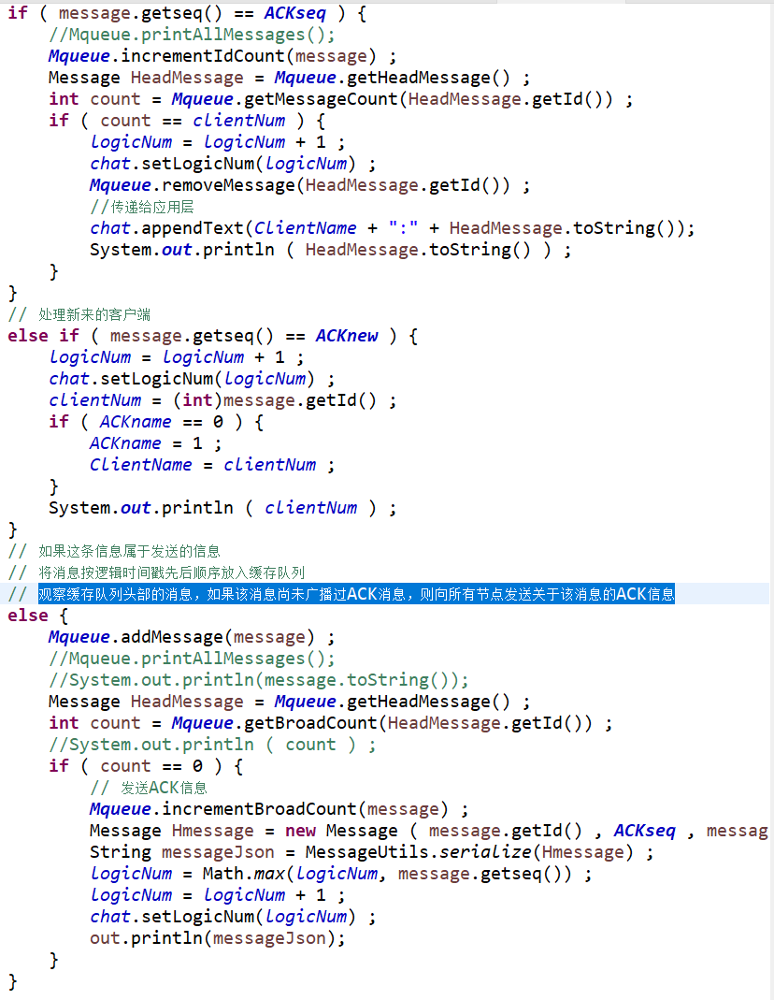 if ( message.getseq() == ACKseq ) {
//Mqueue.printAllMessages();
Mqueue.incrementIdCount(message) ;
Message HeadMessage = Mqueue.getHeadMessage() ;
int count = Mqueue.getMessageCount(HeadMessage.getId()) ;
if ( count == clientNum ) {
logicNum = logicNum + 1 ;
chat.setLogicNum(logicNum) ;
Mqueue.removeMessage(HeadMessage.getId()) ;
//传递给应用层
chat.appendText(ClientName + ":" + HeadMessage.toString());
System.out.println ( HeadMessage.toString() ) ;
}
}
// 处理新来的客户端
else if ( message.getseq() == ACKnew ) {
logicNum = logicNum + 1 ;
chat.setLogicNum(logicNum) ;
clientNum = (int)message.getId() ;
if ( ACKname == 0 ) {
ACKname = 1 ;
ClientName = clientNum ;
}
System.out.println ( clientNum ) ;
}
// 如果这条信息属于发送的信息
// 将消息按逻辑时间戳先后顺序放入缓存队列
// 观察缓存队列头部的消息，如果该消息尚未广播过ACK消息，则向所有节点发送关于该消息的ACK信息
else {
Mqueue.addMessage(message) ;
//Mqueue.printAllMessages();
//System.out.println(message.toString());
Message HeadMessage = Mqueue.getHeadMessage() ;
int count = Mqueue.getBroadCount(HeadMessage.getId()) ;
//System.out.println ( count ) ;
if ( count == 0 ) {
// 发送ACK信息
Mqueue.incrementBroadCount(message) ;
Message Hmessage = new Message ( message.getId() , ACKseq , messag
String messageJson = MessageUtils.serialize(Hmessage) ;
logicNum = Math.max(logicNum, message.getseq()) ;
logicNum = logicNum + 1 ;
chat.setLogicNum(logicNum) ;
out.println(messageJson);
}
}